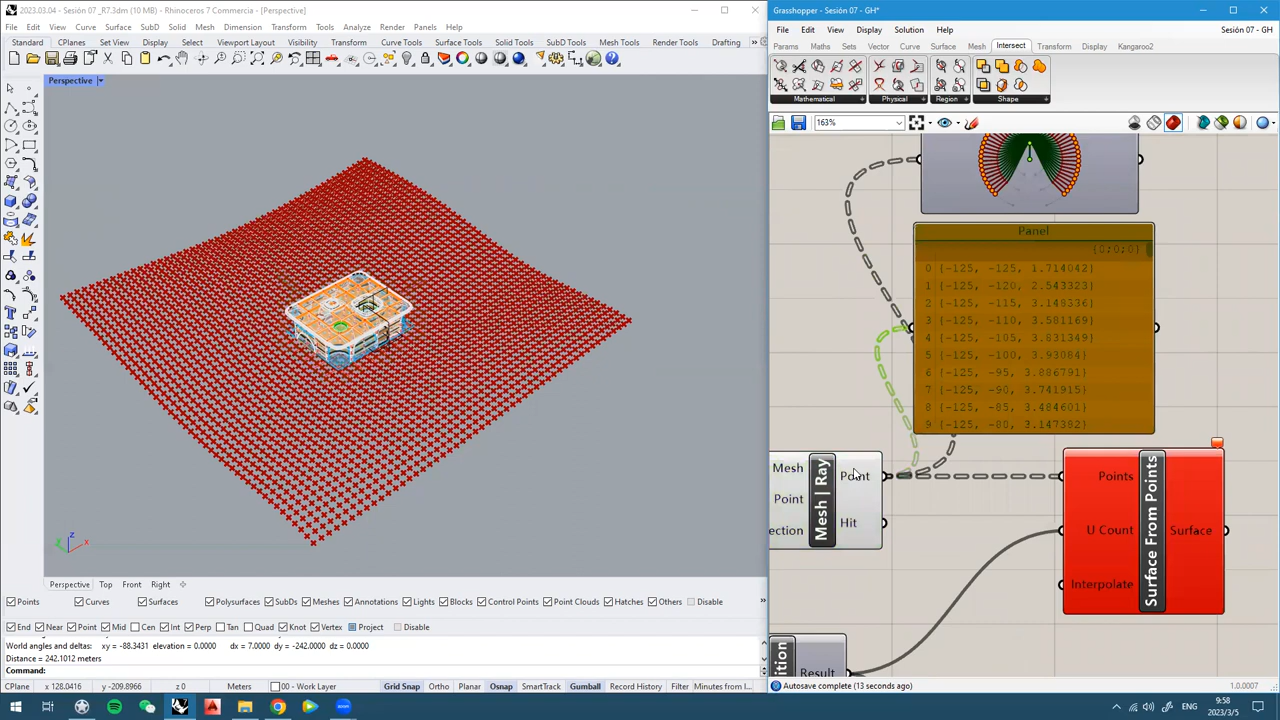 2023.03.04 - Sesión 07 _R7.3dm (10 MB) - Rhinoceros 7 Commercia - [Perspective]
File Edit View Curve Surface SubD Solid Mesh Dimension Transform Tools Analyze Render Panels Help
Standard CPlanes Set View Display Select Viewport Layout Visibility Transform Curve Tools Surface Tools Solid Tools SubD Tools Mesh Tools Render Tools Drafting
Perspective
z
y
x
Perspective Top Front Right
Points Curves Surfaces Polysurfaces SubDs Meshes Annotations Lights Blocks Control Points Point Clouds Hatches Others Disable
End Near Point Mid Cen Int Perp Tan Quad Knot Vertex Project Disable
World angles and deltas: xy = -88.3431 elevation = 0.0000 dx = 7.0000 dy = -242.0000 dz = 0.0000
Distance = 242.1012 meters
Command:
CPlane x 128.0416 y -209.9866 z 0 Meters 00 - Work Layer Grid Snap Ortho Planar Osnap SmartTrack Gumball Record History Filter Minutes from l...
Grasshopper - Sesión 07 - GH*
File Edit View Display Solution Help Sesión 07 - GH
Params Maths Sets Vector Curve Surface Mesh Intersect Transform Display Kangaroo2
Mathematical Physical Region Shape
163%
Panel
{0;0;0}
0 {-125, -125, 1.714042}
1 {-125, -120, 2.543323}
2 {-125, -115, 3.148336}
3 {-125, -110, 3.581169}
4 {-125, -105, 3.831349}
5 {-125, -100, 3.93084}
6 {-125, -95, 3.886791}
7 {-125, -90, 3.741915}
8 {-125, -85, 3.484601}
9 {-125, -80, 3.147382}
Mesh
Point
ection
Mesh | Ray
Point
Hit
Points
U Count
Interpolate
Surface From Points
Surface
ition
Result
Autosave complete (13 seconds ago) 1.0.0007
ENG
9:58
2023/3/5